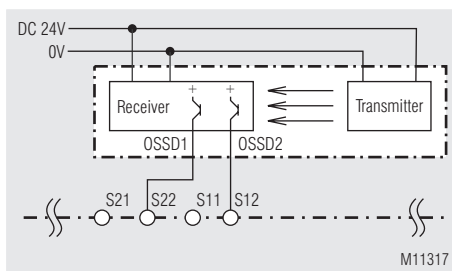 DC 24V
0V
Receiver + + Transmitter
OSSD1 OSSD2
S21 S22 S11 S12
M11317